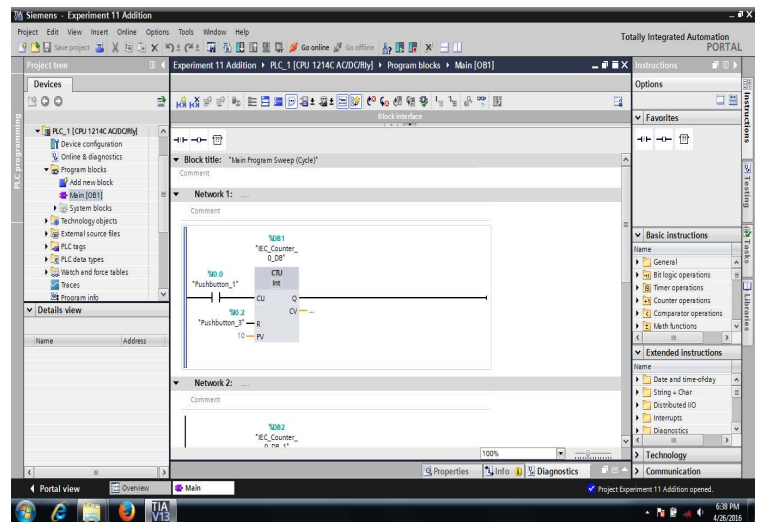 Siemens - Experiment 11 Addition
Project Edit View Insert Online Options Tools Window Help
Save project
Go online
Go offline
Totally Integrated Automation
PORTAL
Project tree
Experiment 11 Addition
PLC_1 [CPU 1214C AC/DC/Rly]
Program blocks
Main [OB1]
Instructions
Devices
Options
PLC programming
PLC_1 [CPU 1214C AC/DC/Rly]
Device configuration
Online & diagnostics
Program blocks
Add new block
Main [OB1]
System blocks
Technology objects
External source files
PLC tags
PLC data types
Watch and force tables
Traces
Program info
Details view
Name Address
Block interface
Block title: "Main Program Sweep (Cycle)"
Comment
Network 1: .....
Comment
%DB1
"IEC_Counter_
0_DB"
CTU
Int
%I0.0
"Pushbutton_1"
CU Q
CV ...
%I0.2
"Pushbutton_3" R
10 PV
Network 2: .....
Comment
%DB2
"IEC_Counter_
100%
Properties
Info
Diagnostics
Favorites
Basic instructions
Name
General
Bit logic operations
Timer operations
Counter operations
Comparator operations
Math functions
Extended instructions
Name
Date and time-of-day
String + Char
Distributed I/O
Interrupts
Diagnostics
Technology
Communication
Instructions
Testing
Tasks
Libraries
Portal view
Overview
Main
Project Experiment 11 Addition opened.
TIA
V13
6:38 PM
4/26/2016